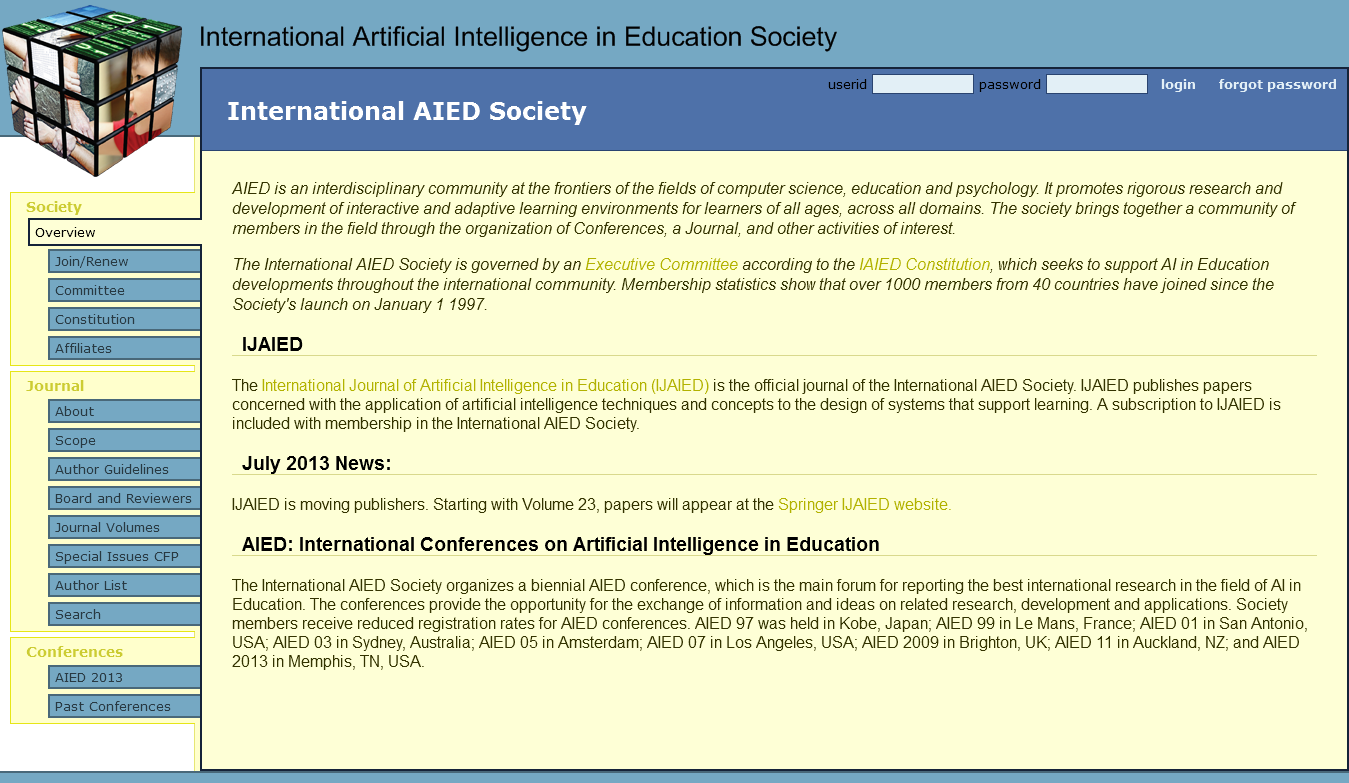 International Artificial Intelligence in Education Society
userid password login forgot password
International AIED Society
Society
Overview
Join/Renew
Committee
Constitution
Affiliates
Journal
About
Scope
Author Guidelines
Board and Reviewers
Journal Volumes
Special Issues CFP
Author List
Search
Conferences
AIED 2013
Past Conferences
AIED is an interdisciplinary community at the frontiers of the fields of computer science, education and psychology. It promotes rigorous research and
development of interactive and adaptive learning environments for learners of all ages, across all domains. The society brings together a community of
members in the field through the organization of Conferences, a Journal, and other activities of interest.
The International AIED Society is governed by an Executive Committee according to the IAIED Constitution, which seeks to support AI in Education
developments throughout the international community. Membership statistics show that over 1000 members from 40 countries have joined since the
Society's launch on January 1 1997.
IJAIED
The International Journal of Artificial Intelligence in Education (IJAIED) is the official journal of the International AIED Society. IJAIED publishes papers
concerned with the application of artificial intelligence techniques and concepts to the design of systems that support learning. A subscription to IJAIED is
included with membership in the International AIED Society.
July 2013 News:
IJAIED is moving publishers. Starting with Volume 23, papers will appear at the Springer IJAIED website.
AIED: International Conferences on Artificial Intelligence in Education
The International AIED Society organizes a biennial AIED conference, which is the main forum for reporting the best international research in the field of AI in
Education. The conferences provide the opportunity for the exchange of information and ideas on related research, development and applications. Society
members receive reduced registration rates for AIED conferences. AIED 97 was held in Kobe, Japan; AIED 99 in Le Mans, France; AIED 01 in San Antonio,
USA; AIED 03 in Sydney, Australia; AIED 05 in Amsterdam; AIED 07 in Los Angeles, USA; AIED 2009 in Brighton, UK; AIED 11 in Auckland, NZ; and AIED
2013 in Memphis, TN, USA.